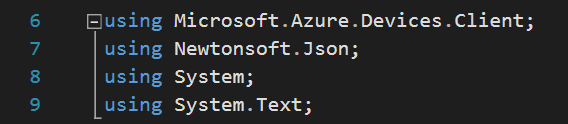 6 using Microsoft.Azure.Devices.Client;
7 using Newtonsoft.Json;
8 using System;
9 using System.Text;